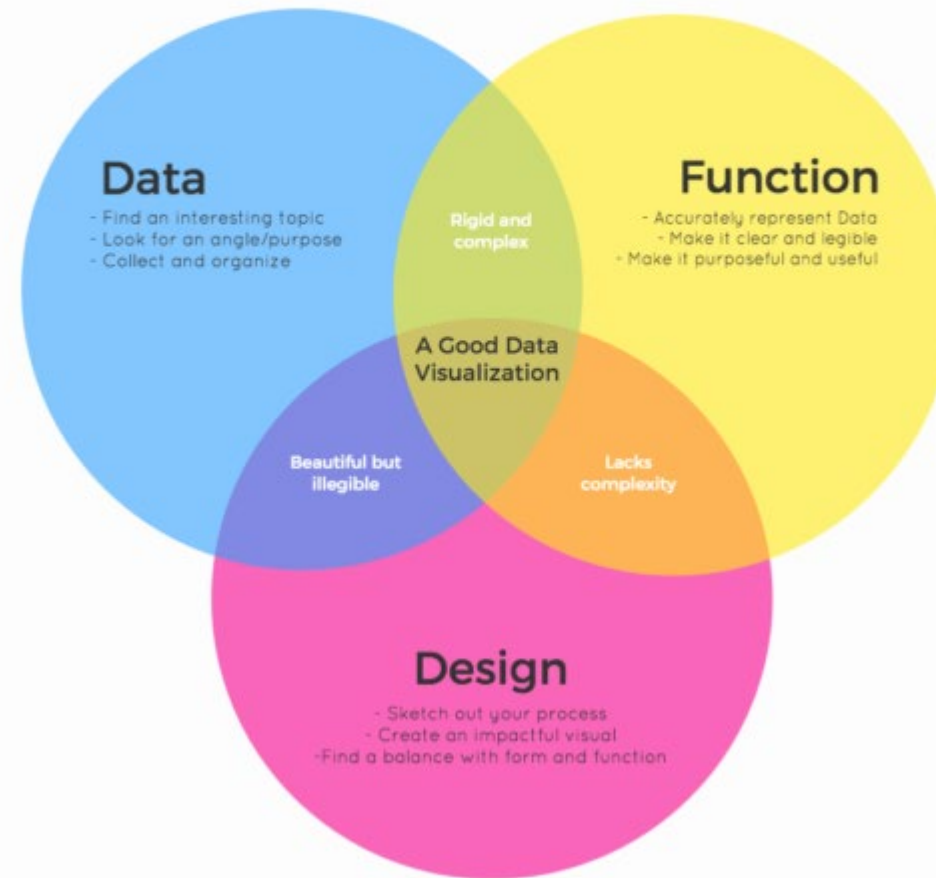 Data
- Find an interesting topic
- Look for an angle/purpose
- Collect and organize
Function
- Accurately represent Data
- Make it clear and legible
- Make it purposeful and useful
Rigid and
complex
A Good Data
Visualization
Beautiful but
illegible
Lacks
complexity
Design
- Sketch out your process
- Create an impactful visual
-Find a balance with form and function